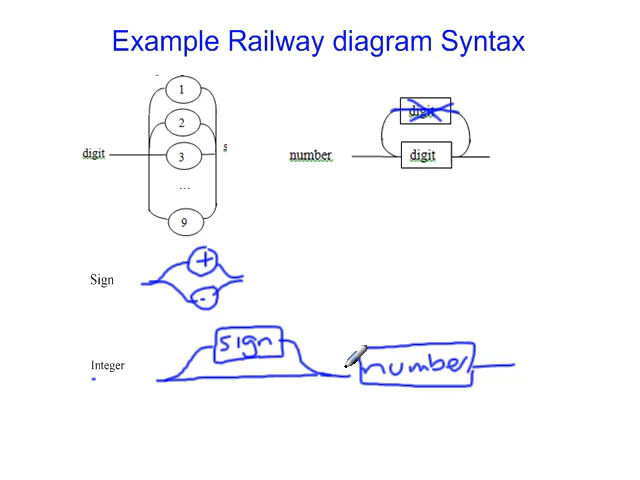 Example Railway diagram Syntax
1
2
digit
3
s
...
9
digit
number
digit
Sign
+
-
Integer
sign
number